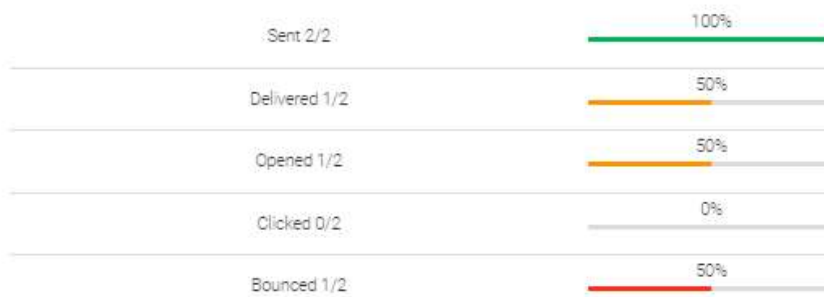 Sent 2/2 100%
Delivered 1/2 50%
Opened 1/2 50%
Clicked 0/2 0%
Bounced 1/2 50%